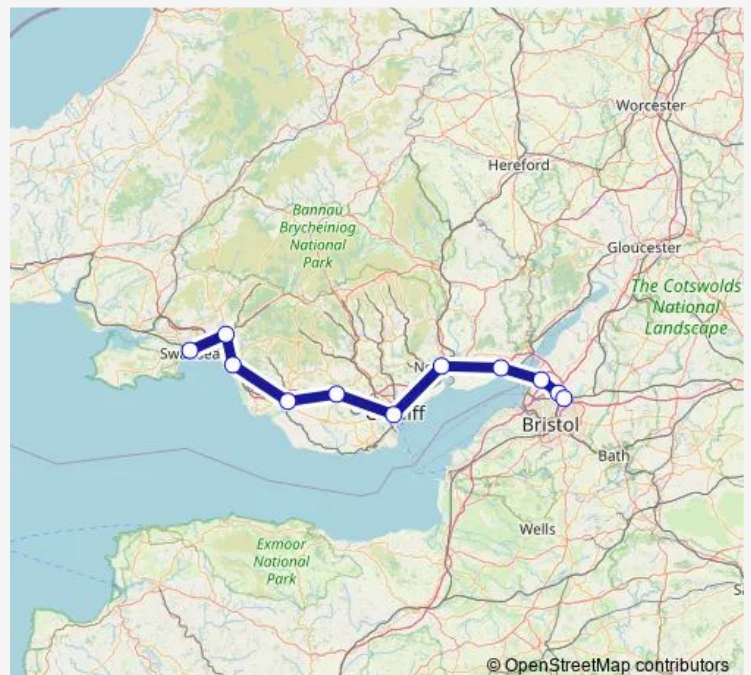 Worcester
Hereford
Bannau
Brycheiniog
National
Park
Gloucester
The Cotswolds
National
Landscape
Bristol
Bath
Wells
Exmoor
National
Park
© OpenStreetMap contributors